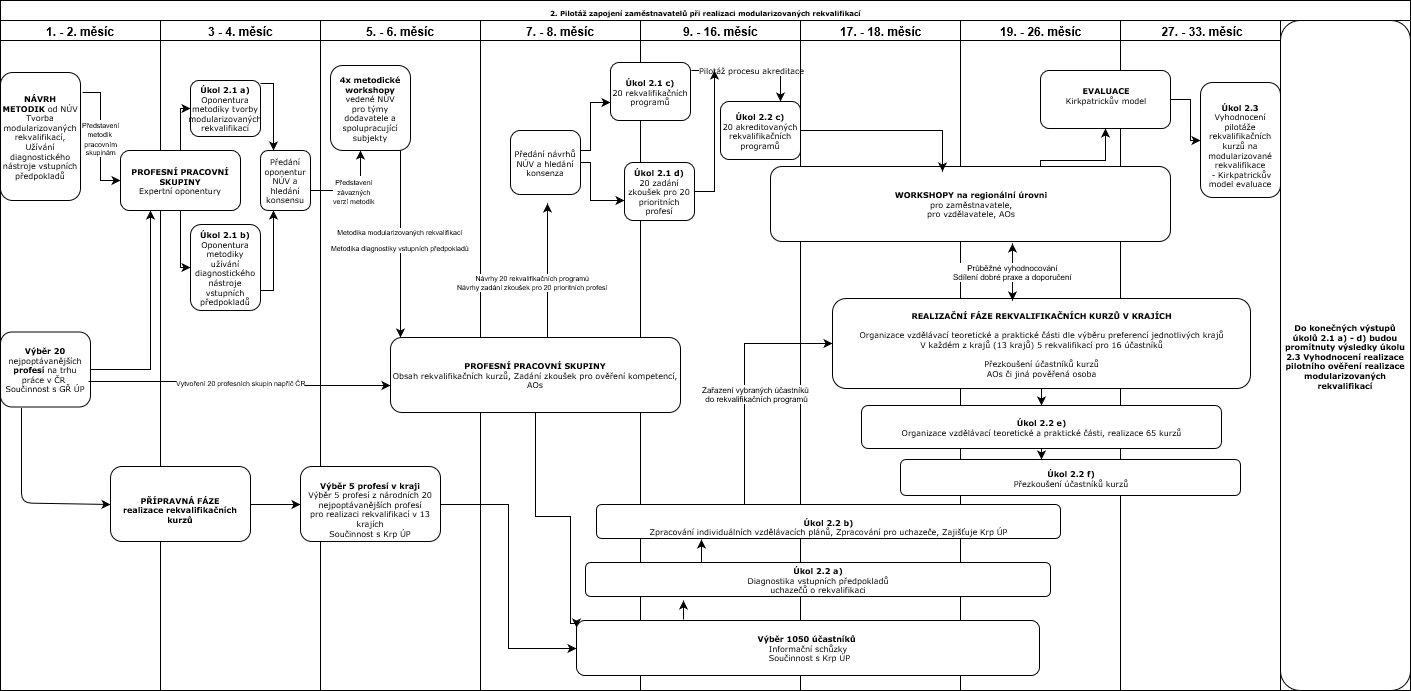 2. Pilotáž zapojení zaměstnavatelů při realizaci modularizovaných rekvalifikací
1. - 2. měsíc
3 - 4. měsíc
5. - 6. měsíc
7. - 8. měsíc
9. - 16. měsíc
17. - 18. měsíc
19. - 26. měsíc
27. - 33. měsíc
NÁVRH
METODIK od NÚV
Tvorba
modularizovaných
rekvalifikací,
Užívání
diagnostického
nástroje vstupních
předpokladů
Představení
metodik
pracovním
skupinám
Úkol 2.1 a)
Oponentura
metodiky tvorby
modularizovaných
rekvalifikací
PROFESNÍ PRACOVNÍ
SKUPINY
Expertní oponentury
Úkol 2.1 b)
Oponentura
metodiky
užívání
diagnostického
nástroje
vstupních
předpokladů
Předání
oponentur
NÚV a
hledání
konsensu
Představení
závazných
verzí metodik
4x metodické
workshopy
vedené NÚV
pro týmy
dodavatele a
spolupracující
subjekty
Metodika modularizovaných rekvalifikací
Metodika diagnostiky vstupních předpokladů
Předání návrhů
NÚV a hledání
konsenza
Návrhy 20 rekvalifikačních programů
Návrhy zadání zkoušek pro 20 prioritních profesí
Úkol 2.1 c)
20 rekvalifikačních
programů
Úkol 2.1 d)
20 zadání
zkoušek pro 20
prioritních
profesí
Pilotáž procesu akreditace
Úkol 2.2 c)
20 akreditovaných
rekvalifikačních
programů
EVALUACE
Kirkpatrickův model
Úkol 2.3
Vyhodnocení
pilotáže
rekvalifikačních
kurzů na
modularizované
rekvalifikace
- Kirkpatrickův
model evaluace
WORKSHOPY na regionální úrovni
pro zaměstnavatele,
pro vzdělavatele, AOs
Průběžné vyhodnocování
Sdílení dobré praxe a doporučení
REALIZAČNÍ FÁZE REKVALIFIKAČNÍCH KURZŮ V KRAJÍCH
Organizace vzdělávací teoretické a praktické části dle výběru preferencí jednotlivých krajů
V každém z krajů (13 krajů) 5 rekvalifikací pro 16 účastníků
Přezkoušení účastníků kurzů
AOs či jiná pověřená osoba
Výběr 20
nejpoptávanějších
profesí na trhu
práce v ČR
Součinnost s GŘ ÚP
Vytvoření 20 profesních skupin napříč ČR
PROFESNÍ PRACOVNÍ SKUPINY
Obsah rekvalifikačních kurzů, Zadání zkoušek pro ověření kompetencí,
AOs
Zařazení vybraných účastníků
do rekvalifikačních programů
Úkol 2.2 e)
Organizace vzdělávací teoretické a praktické části, realizace 65 kurzů
Úkol 2.2 f)
Přezkoušení účastníků kurzů
PŘÍPRAVNÁ FÁZE
realizace rekvalifikačních
kurzů
Výběr 5 profesí v kraji
Výběr 5 profesí z národních 20
nejpoptávanějších profesí
pro realizaci rekvalifikací v 13
krajích
Součinnost s Krp ÚP
Úkol 2.2 b)
Zpracování individuálních vzdělávacích plánů, Zpracování pro uchazeče, Zajišťuje Krp ÚP
Úkol 2.2 a)
Diagnostika vstupních předpokladů
uchazečů o rekvalifikaci
Výběr 1050 účastníků
Informační schůzky
Součinnost s Krp ÚP
Do konečných výstupů
úkolů 2.1 a) - d) budou
promítnuty výsledky úkolu
2.3 Vyhodnocení realizace
pilotního ověření realizace
modularizovaných
rekvalifikací